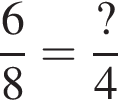 6/8 = ?/4